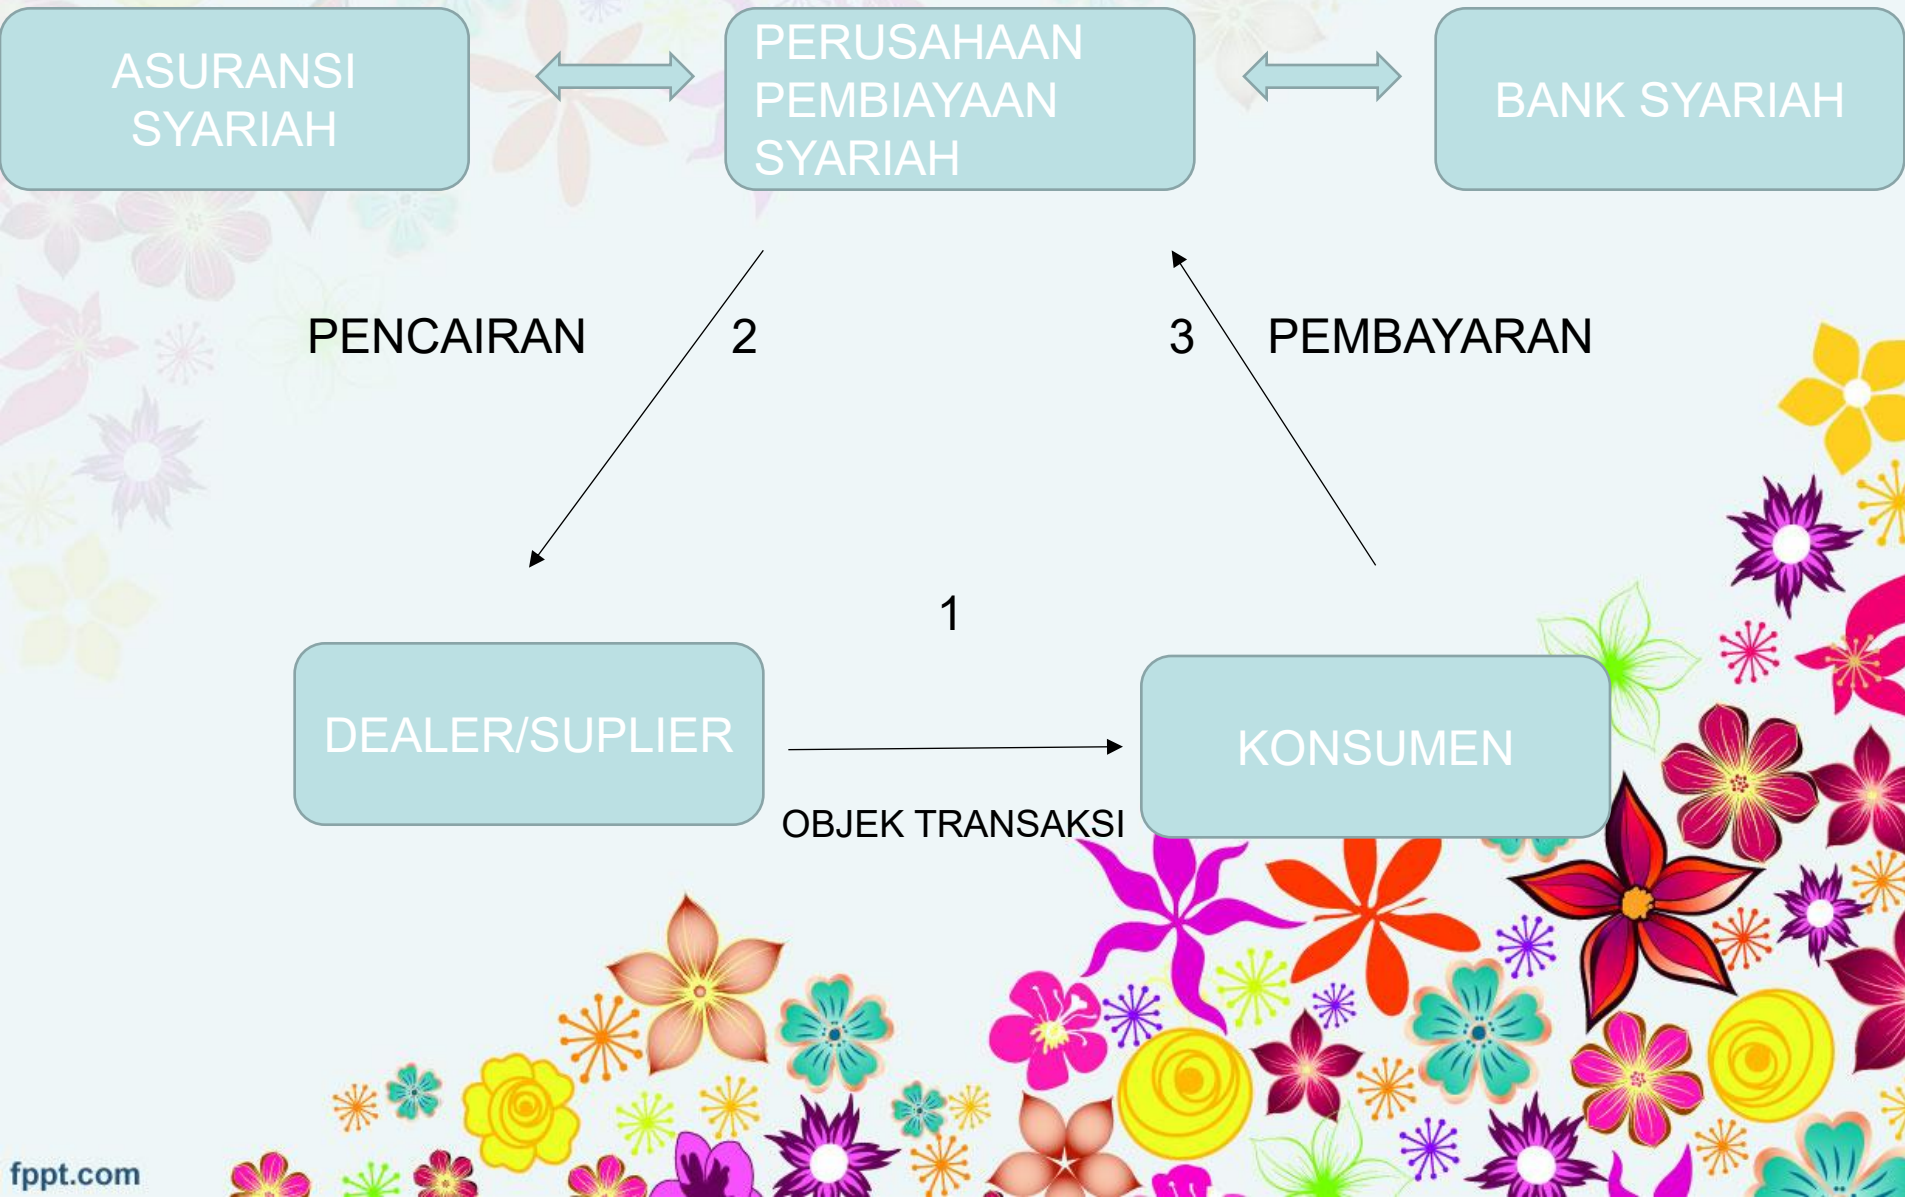 ASURANSI
SYARIAH
PERUSAHAAN
PEMBIAYAAN
SYARIAH
BANK SYARIAH
PENCAIRAN
2
3
PEMBAYARAN
1
DEALER/SUPLIER
KONSUMEN
OBJEK TRANSAKSI
fppt.com